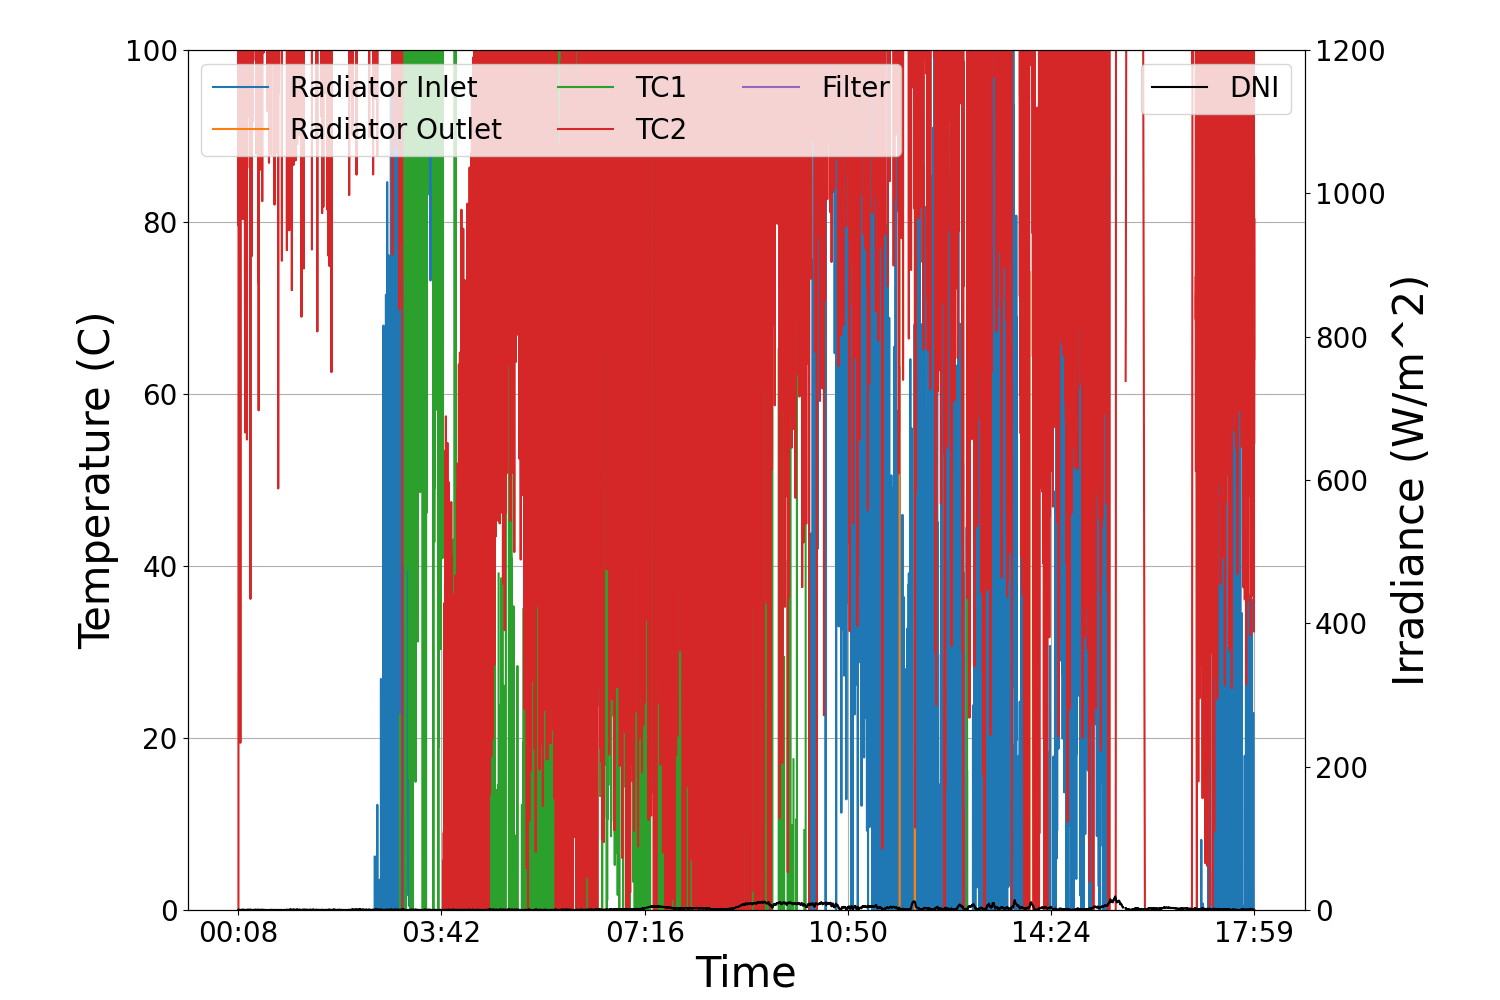 100
80
60
40
20
0
Temperature (C)
Radiator Inlet
Radiator Outlet
TC1
TC2
Filter
DNI
1200
1000
800
600
400
200
0
Irradiance (W/m^2)
00:08
03:42
07:16
10:50
14:24
17:59
Time